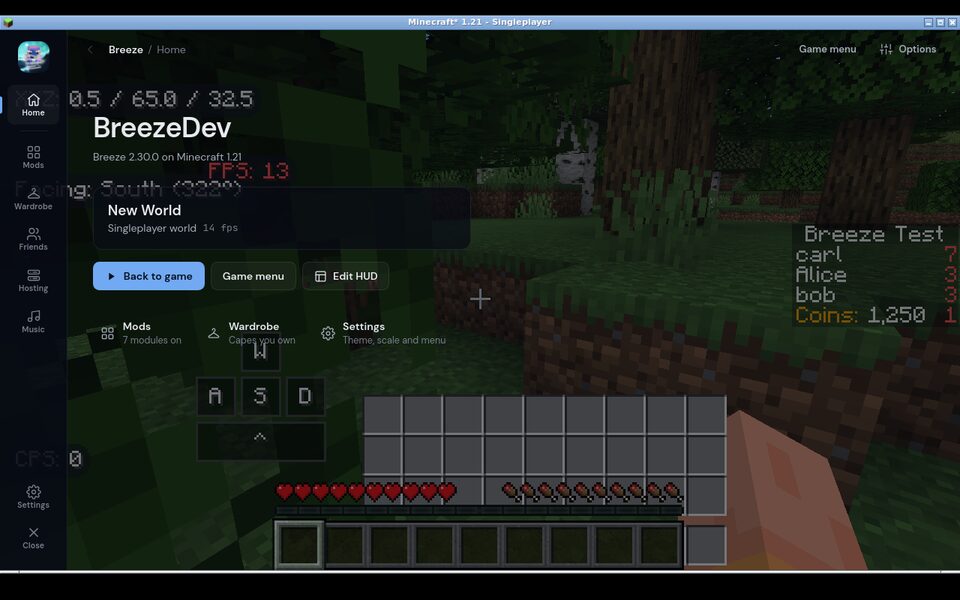 Minecraft* 1.21 - Singleplayer
Breeze / Home
Game menu
Options
Home
0.5 / 65.0 / 32.5
BreezeDev
Breeze 2.30.0 on Minecraft 1.21
FPS: 13
Mods
Facing: South (322°)
Wardrobe
New World
Singleplayer world 14 fps
Friends
Breeze Test
carl 7
Alice 3
bob 3
Coins: 1,250 1
Hosting
Back to game
Game menu
Edit HUD
Music
Mods
7 modules on
Wardrobe
Capes you own
Settings
Theme, scale and menu
W
A
S
D
^
CPS: 0
Settings
Close